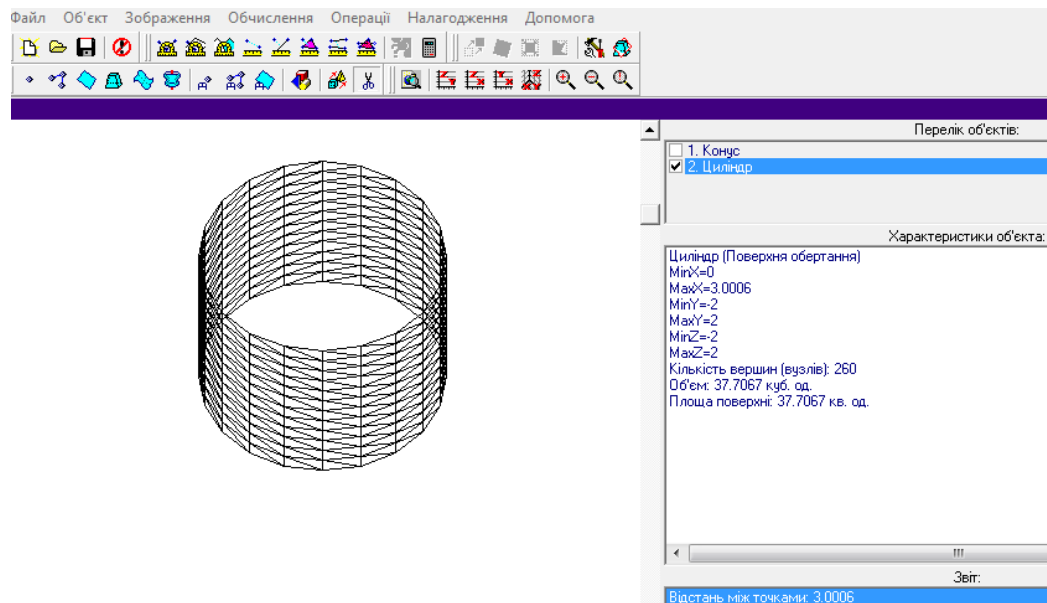 Файл Об'єкт Зображення Обчислення Операції Налагодження Допомога
Перелік об'єктів:
1. Конус
2. Циліндр
Характеристики об'єкта:
Циліндр (Поверхня обертання)
MinX=0
MaxX=3.0006
MinY=-2
MaxY=2
MinZ=-2
MaxZ=2
Кількість вершин (вузлів): 260
Об'єм: 37.7067 куб. од.
Площа поверхні: 37.7067 кв. од.
Звіт:
Відстань між точками: 3.0006